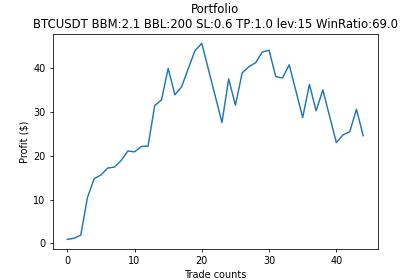 Portfolio
BTCUSDT BBM:2.1 BBL:200 SL:0.6 TP:1.0 lev:15 WinRatio:69.0
Profit ($)
40
30
20
10
0
0 10 20 30 40
Trade counts